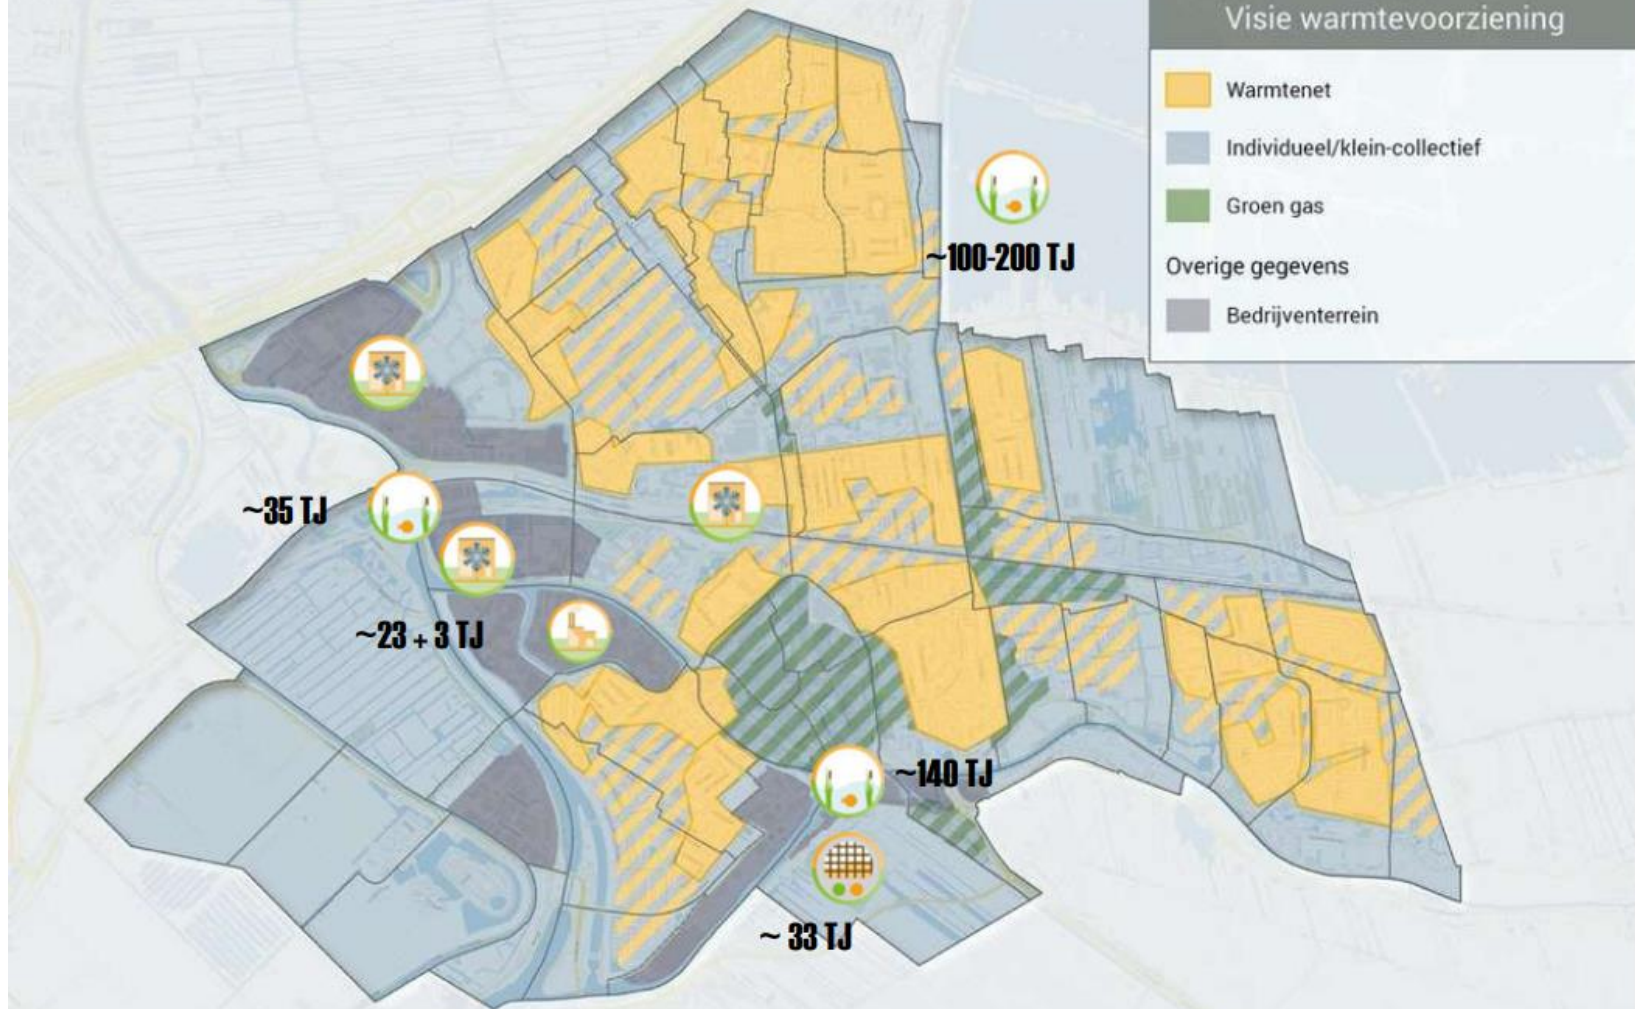 Visie warmtevoorziening
Warmtenet
Individueel/klein-collectief
Groen gas
Overige gegevens
Bedrijventerrein
~100-200 TJ
~35 TJ
~23 + 3 TJ
~140 TJ
~ 33 TJ